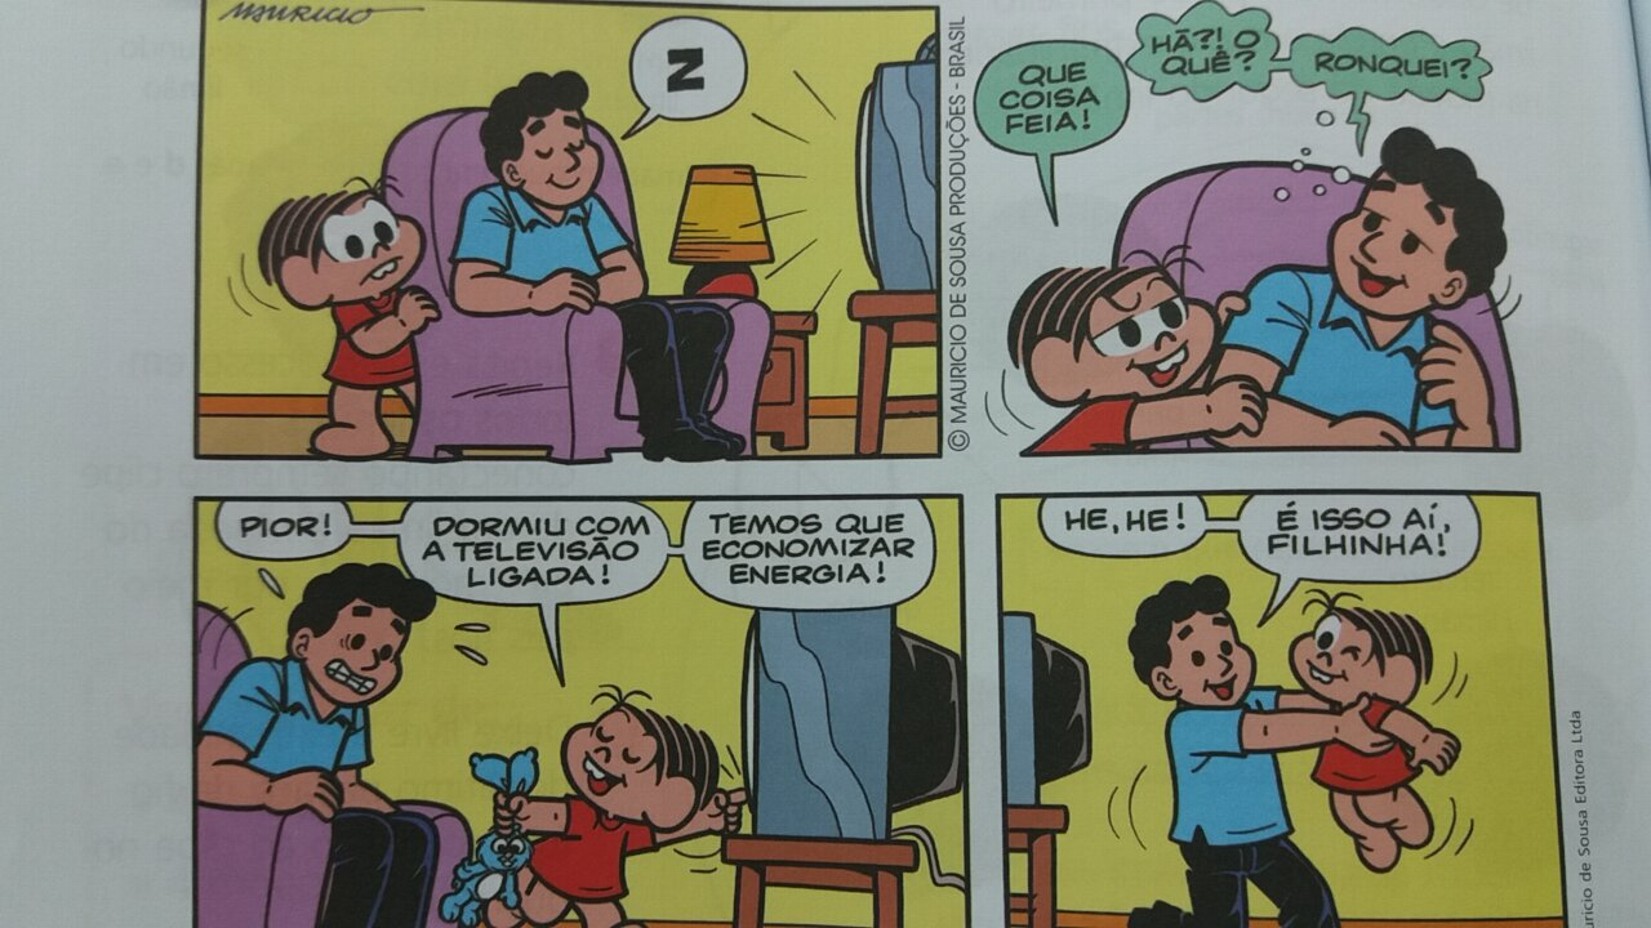 MAURICIO
Z
© MAURICIO DE SOUSA PRODUÇÕES - BRASIL
QUE
COISA
FEIA!
HÃ?! O
QUÊ?
RONQUEI?
PIOR!
DORMIU COM
A TELEVISÃO
LIGADA!
TEMOS QUE
ECONOMIZAR
ENERGIA!
HE, HE!
É ISSO AÍ,
FILHINHA!
uricio de Sousa Editora Ltda